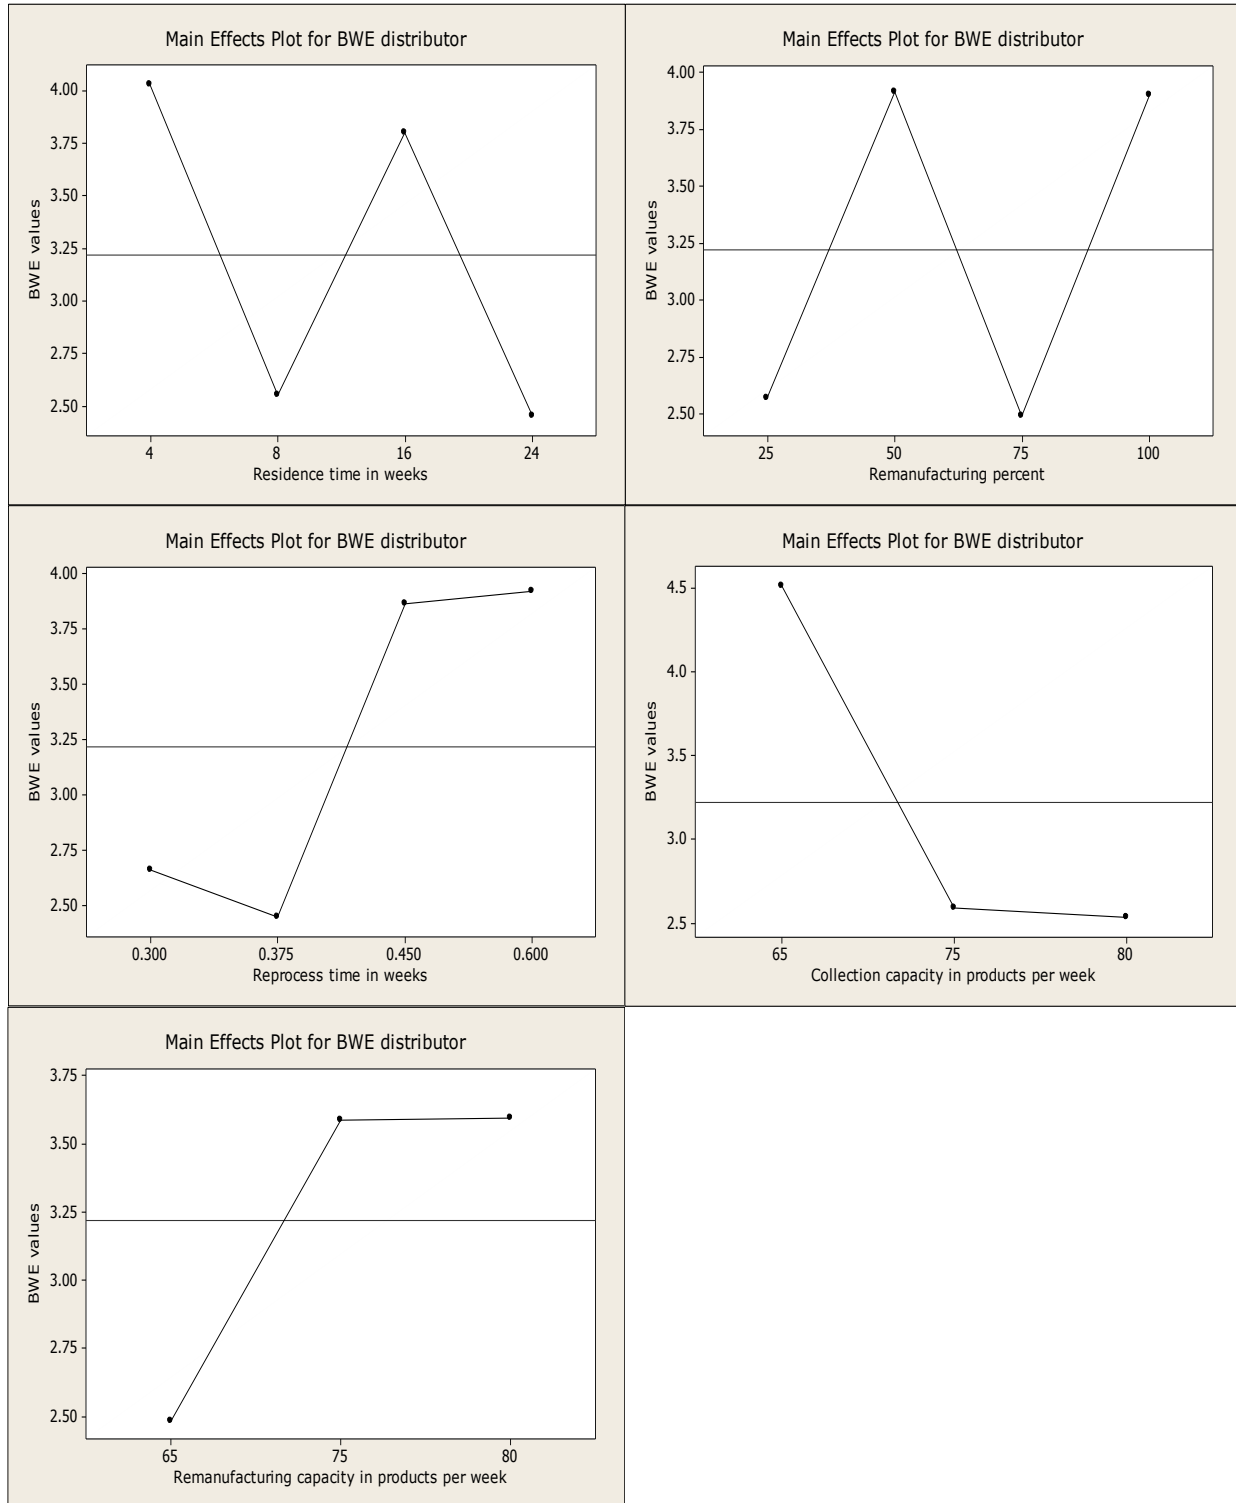 Main Effects Plot for BWE distributor
4.00
3.75
3.50
3.25
3.00
2.75
2.50
BWE values
4 8 16 24
Residence time in weeks
Main Effects Plot for BWE distributor
4.00
3.75
3.50
3.25
3.00
2.75
2.50
BWE values
25 50 75 100
Remanufacturing percent
Main Effects Plot for BWE distributor
4.00
3.75
3.50
3.25
3.00
2.75
2.50
BWE values
0.300 0.375 0.450 0.600
Reprocess time in weeks
Main Effects Plot for BWE distributor
4.5
4.0
3.5
3.0
2.5
BWE values
65 75 80
Collection capacity in products per week
Main Effects Plot for BWE distributor
3.75
3.50
3.25
3.00
2.75
2.50
BWE values
65 75 80
Remanufacturing capacity in products per week